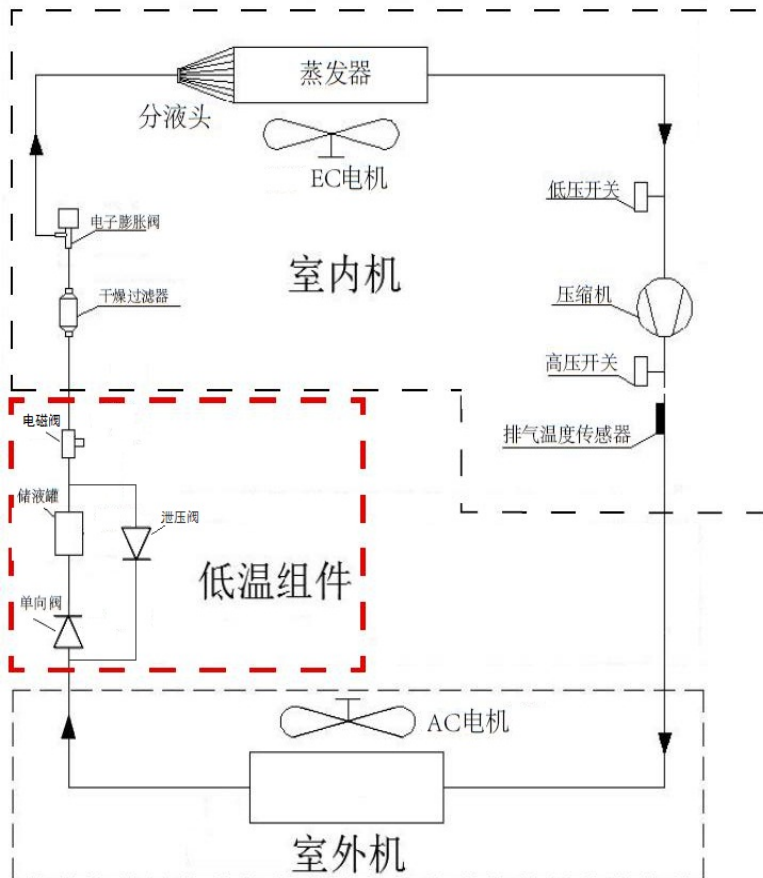 蒸发器
分液头
EC电机
低压开关
电子膨胀阀
室内机
干燥过滤器
压缩机
高压开关
电磁阀
排气温度传感器
储液罐
泄压阀
低温组件
单向阀
AC电机
室外机